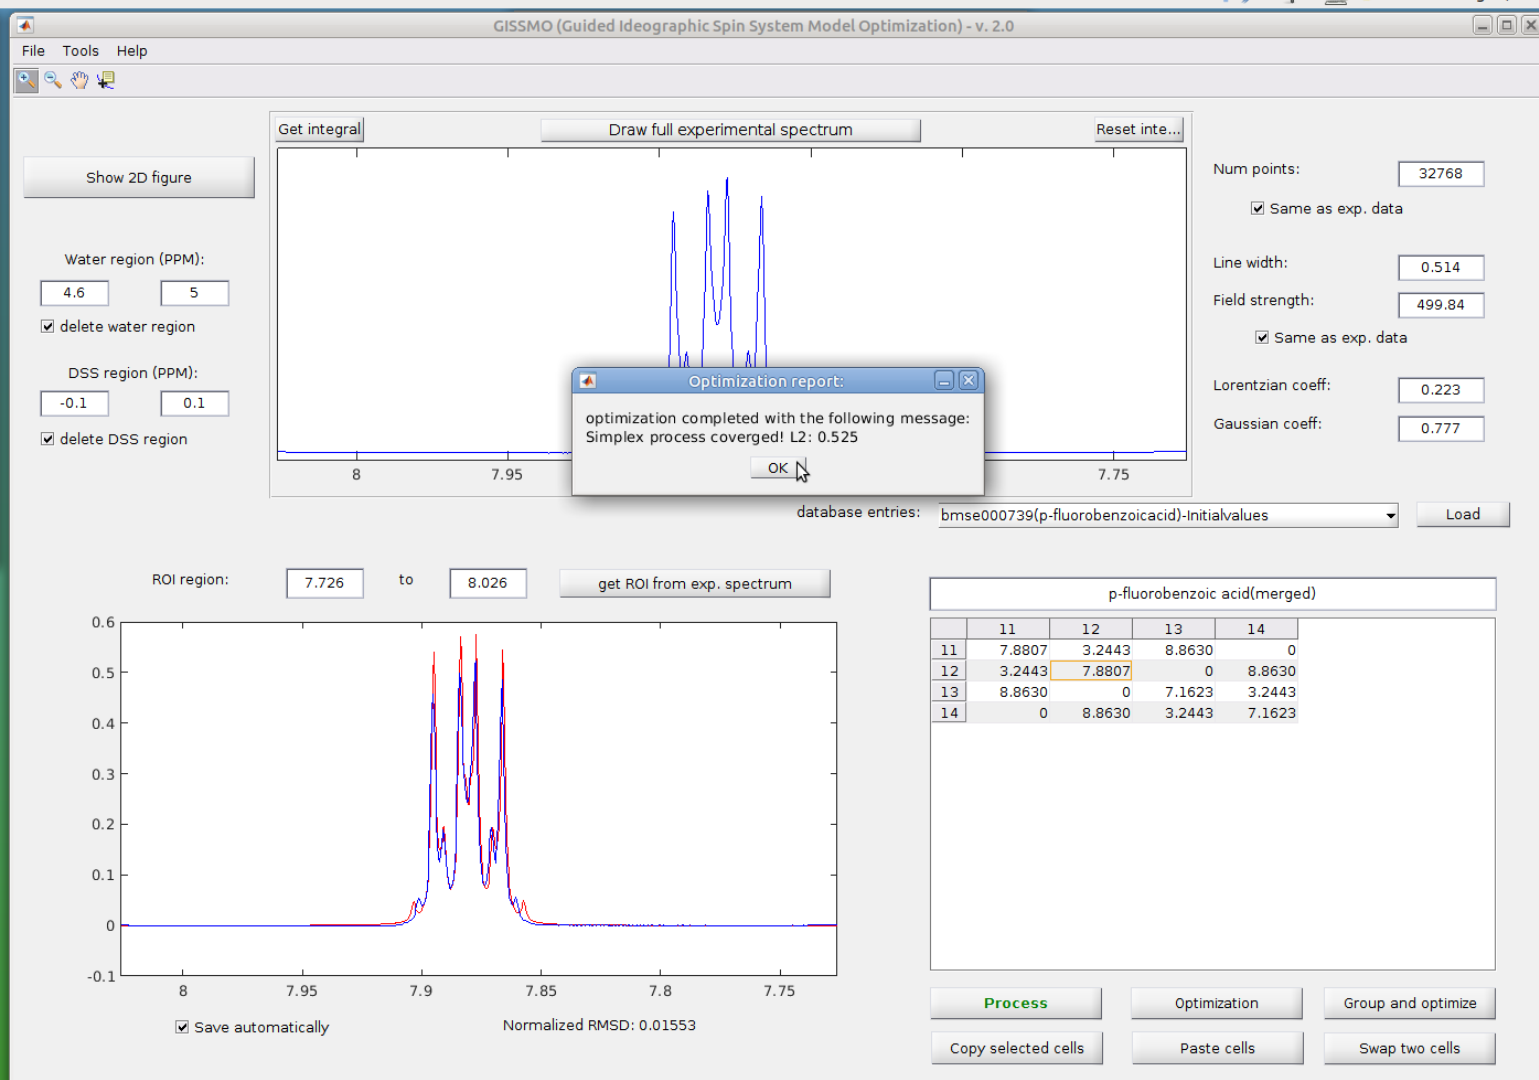 GISSMO (Guided Ideographic Spin System Model Optimization) - v. 2.0
File Tools Help
Get integral
Draw full experimental spectrum
Reset inte...
Show 2D figure
Water region (PPM):
4.6 5
delete water region
DSS region (PPM):
-0.1 0.1
delete DSS region
8 7.95 7.75
Num points: 32768
Same as exp. data
Line width: 0.514
Field strength: 499.84
Same as exp. data
Lorentzian coeff: 0.223
Gaussian coeff: 0.777
Optimization report:
optimization completed with the following message:
Simplex process coverged! L2: 0.525
OK
database entries: bmse000739(p-fluorobenzoicacid)-Initialvalues Load
ROI region: 7.726 to 8.026 get ROI from exp. spectrum
0.6
0.5
0.4
0.3
0.2
0.1
0
-0.1
8 7.95 7.9 7.85 7.8 7.75
Save automatically
Normalized RMSD: 0.01553
p-fluorobenzoic acid(merged)
11 12 13 14
11 7.8807 3.2443 8.8630 0
12 3.2443 7.8807 0 8.8630
13 8.8630 0 7.1623 3.2443
14 0 8.8630 3.2443 7.1623
Process Optimization Group and optimize
Copy selected cells Paste cells Swap two cells